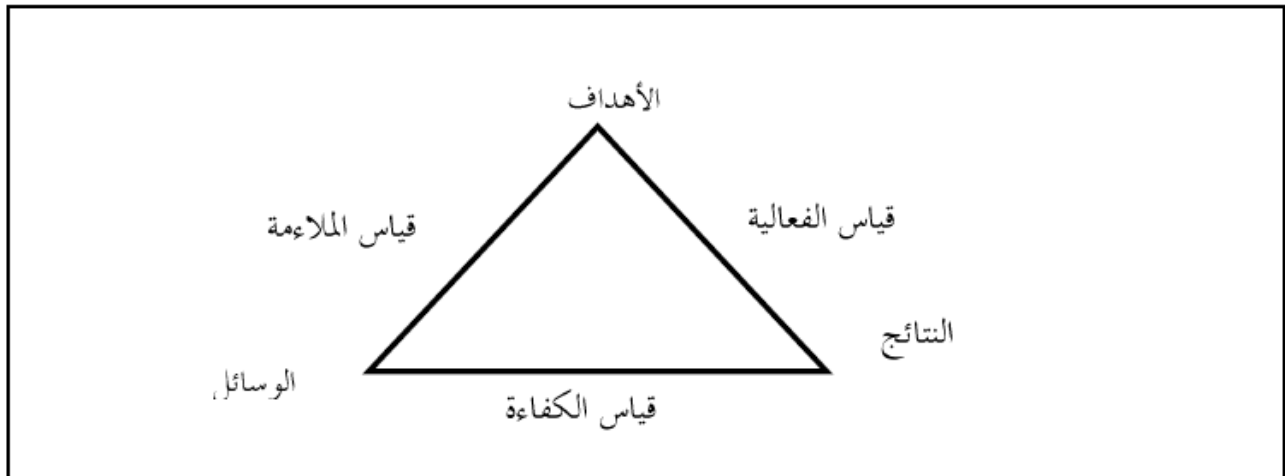 الأهداف
قياس الفعالية
قياس الملاءمة
النتائج
الوسائل
قياس الكفاءة